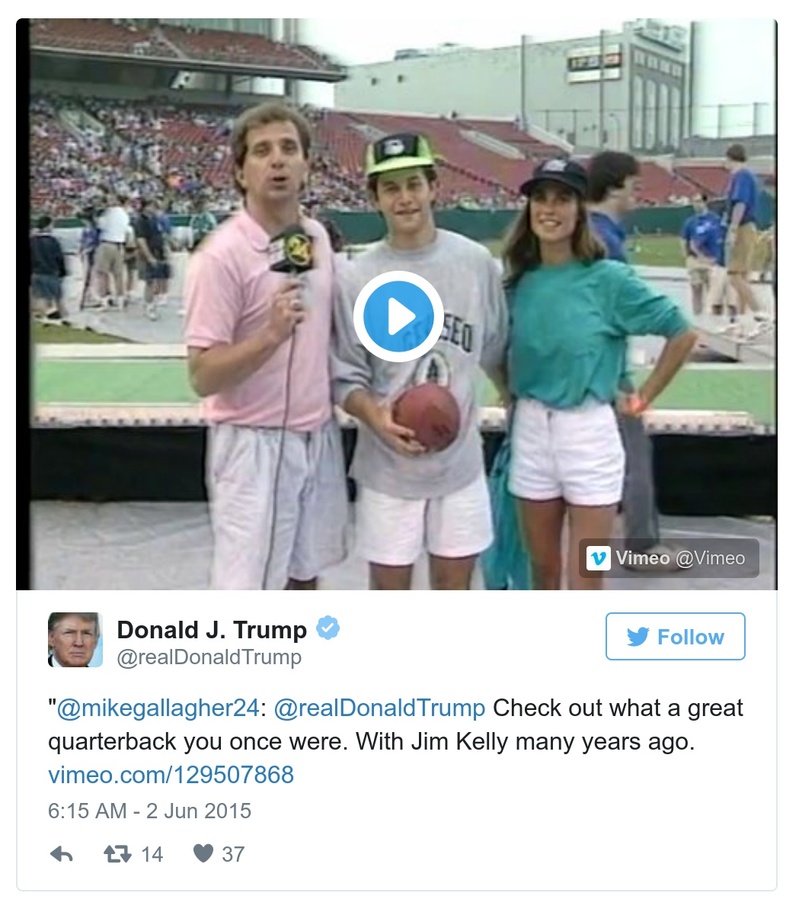 24
Vimeo @Vimeo
Donald J. Trump
@realDonaldTrump
Follow
"@mikegallagher24: @realDonaldTrump Check out what a great
quarterback you once were. With Jim Kelly many years ago.
vimeo.com/129507868
6:15 AM - 2 Jun 2015
14 37